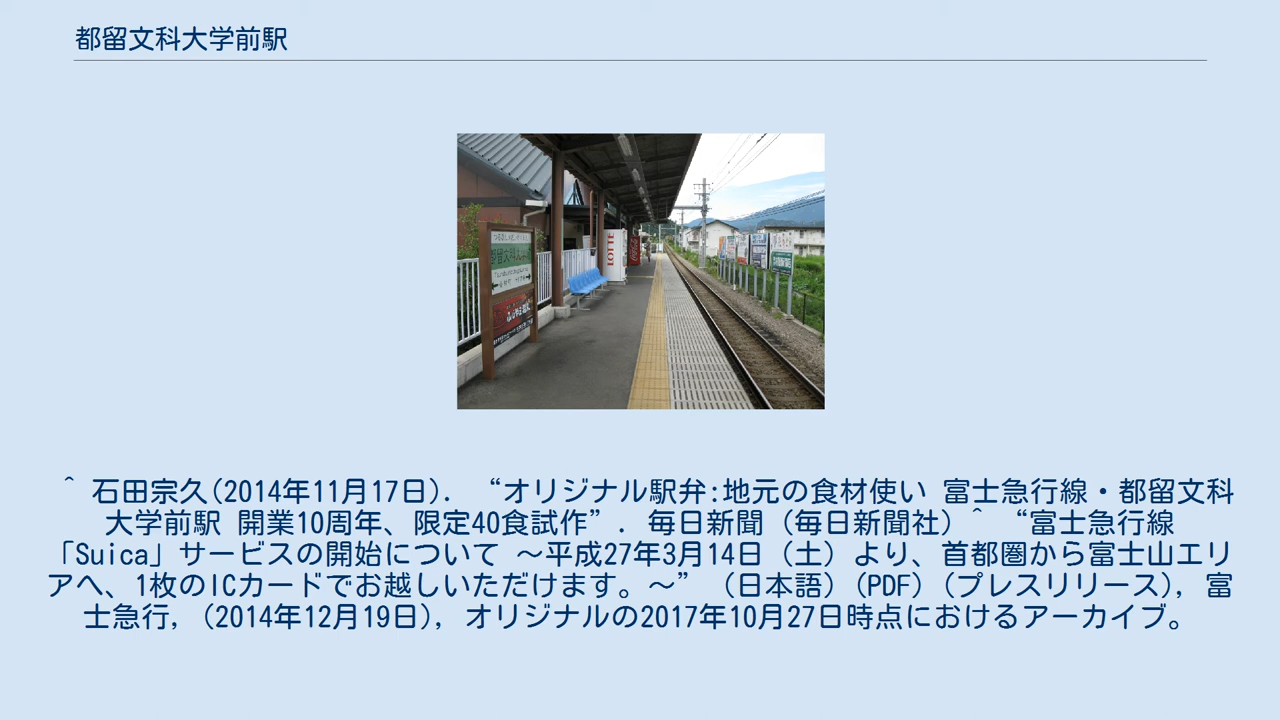 都留文科大学前駅
LOTTE
^ 石田宗久(2014年11月17日). “オリジナル駅弁:地元の食材使い 富士急行線・都留文科
大学前駅 開業10周年、限定40食試作”. 毎日新聞（毎日新聞社）^ “富士急行線
「Suica」サービスの開始について ～平成27年3月14日（土）より、首都圏から富士山エリ
アへ、1枚のICカードでお越しいただけます。～” （日本語）(PDF)（プレスリリース), 富
士急行, (2014年12月19日), オリジナルの2017年10月27日時点におけるアーカイブ。